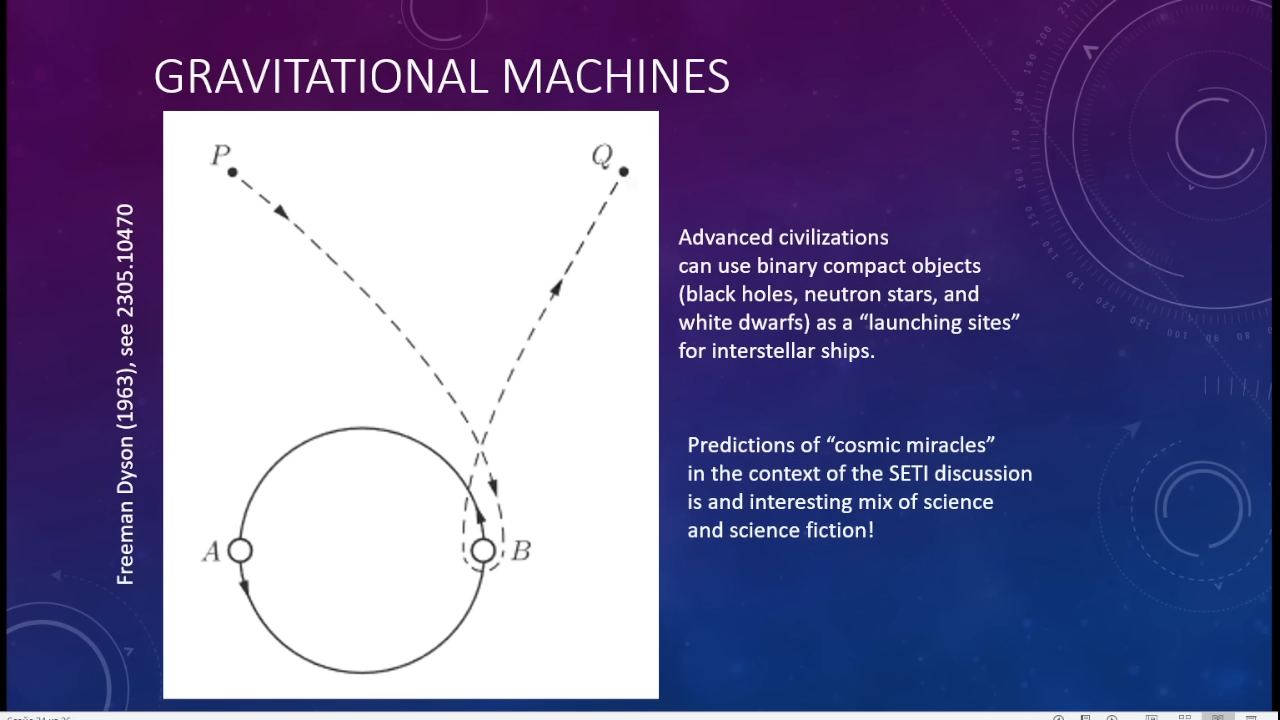 GRAVITATIONAL MACHINES
Freeman Dyson (1963), see 2305.10470
P
Q
A
B
Advanced civilizations
can use binary compact objects
(black holes, neutron stars, and
white dwarfs) as a “launching sites”
for interstellar ships.
Predictions of “cosmic miracles”
in the context of the SETI discussion
is and interesting mix of science
and science fiction!